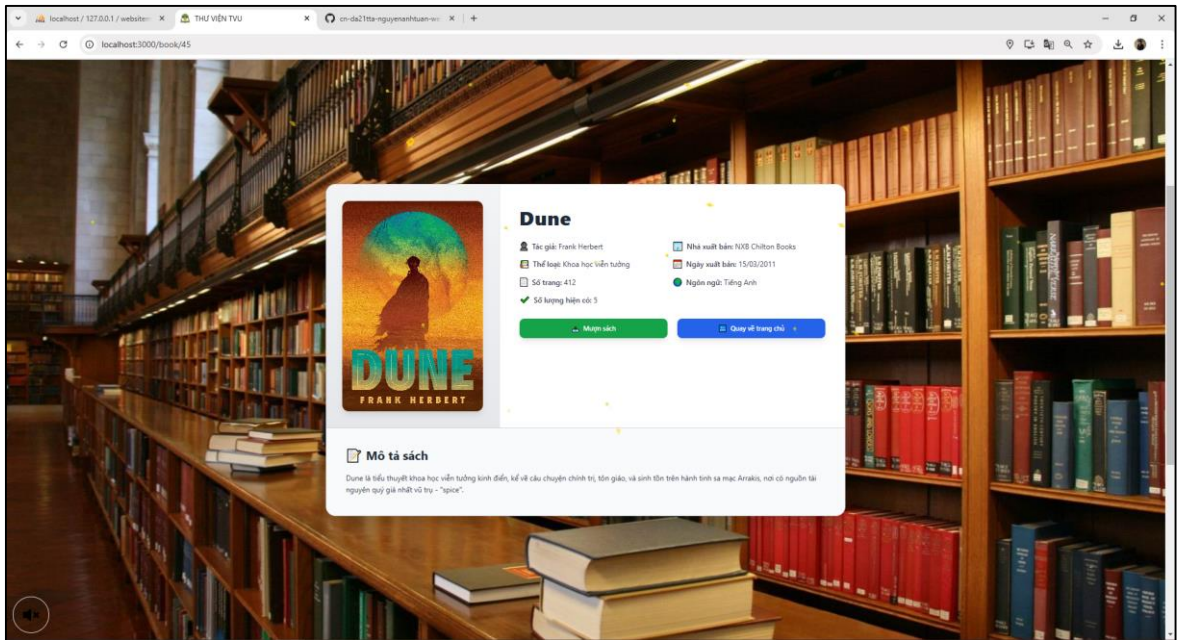 localhost / 127.0.0.1 / website
THƯ VIỆN TVU
cn-da21tta-nguyenanhtuan-we
localhost:3000/book/45
DUNE
FRANK HERBERT
Dune
Tác giả: Frank Herbert
Nhà xuất bản: NXB Chilton Books
Thể loại: Khoa học viễn tưởng
Ngày xuất bản: 15/03/2011
Số trang: 412
Ngôn ngữ: Tiếng Anh
Số lượng hiện có: 5
Mượn sách
Quay về trang chủ
Mô tả sách
Dune là tiểu thuyết khoa học viễn tưởng kinh điển, kể về câu chuyện chính trị, tôn giáo, và sinh tồn trên hành tinh sa mạc Arrakis, nơi có nguồn tài
nguyên quý giá nhất vũ trụ - "spice".